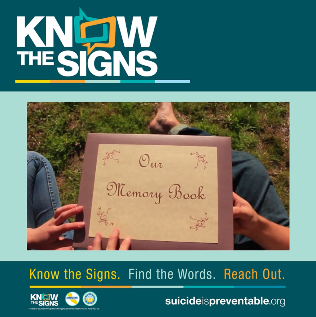 KNOW
THE SIGNS
Our
Memory Book
Know the Signs. Find the Words. Reach Out.
KNOW
THE SIGNS
suicideispreventable.org